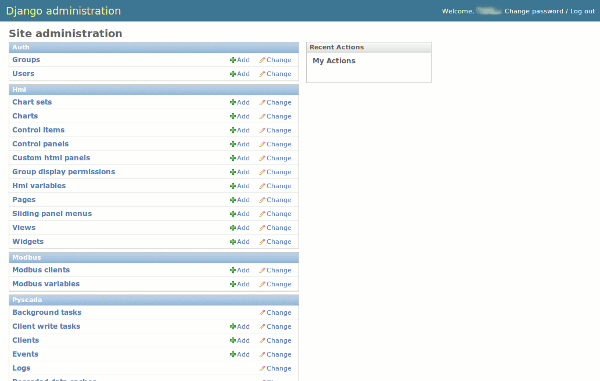 Django administration
Welcome, Change password / Log out
Site administration
Auth
Groups Add Change
Users Add Change
Hmi
Chart sets Add Change
Charts Add Change
Control items Add Change
Control panels Add Change
Custom html panels Add Change
Group display permissions Add Change
Hmi variables Add Change
Pages Add Change
Sliding panel menus Add Change
Views Add Change
Widgets Add Change
Modbus
Modbus clients Add Change
Modbus variables Add Change
Pyscada
Background tasks Change
Client write tasks Add Change
Clients Add Change
Events Add Change
Logs Change
Recent Actions
My Actions